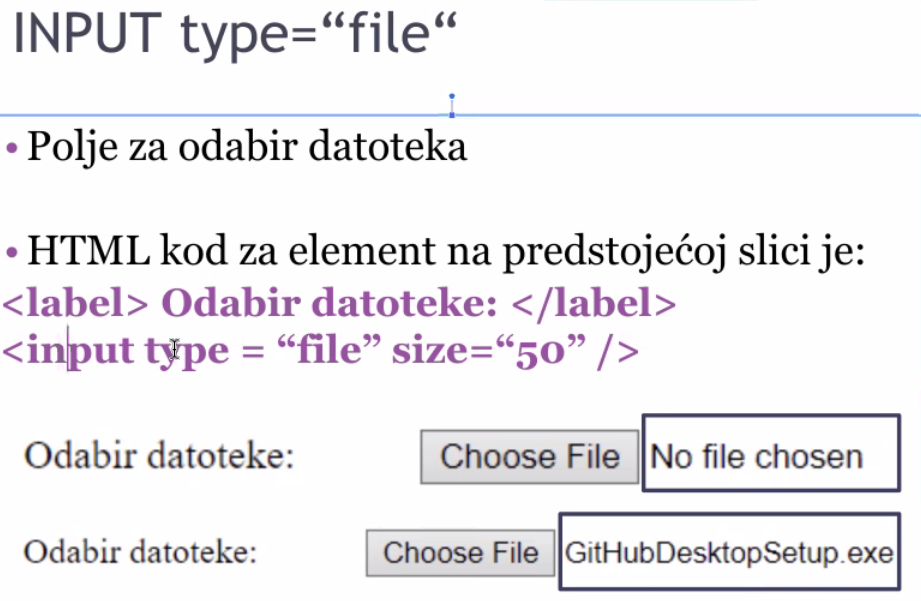 INPUT type=“file“
• Polje za odabir datoteka
• HTML kod za element na predstojećoj slici je:
<label> Odabir datoteke: </label>
<input type = “file” size=“50” />
Odabir datoteke: Choose File No file chosen
Odabir datoteke: Choose File GitHubDesktopSetup.exe